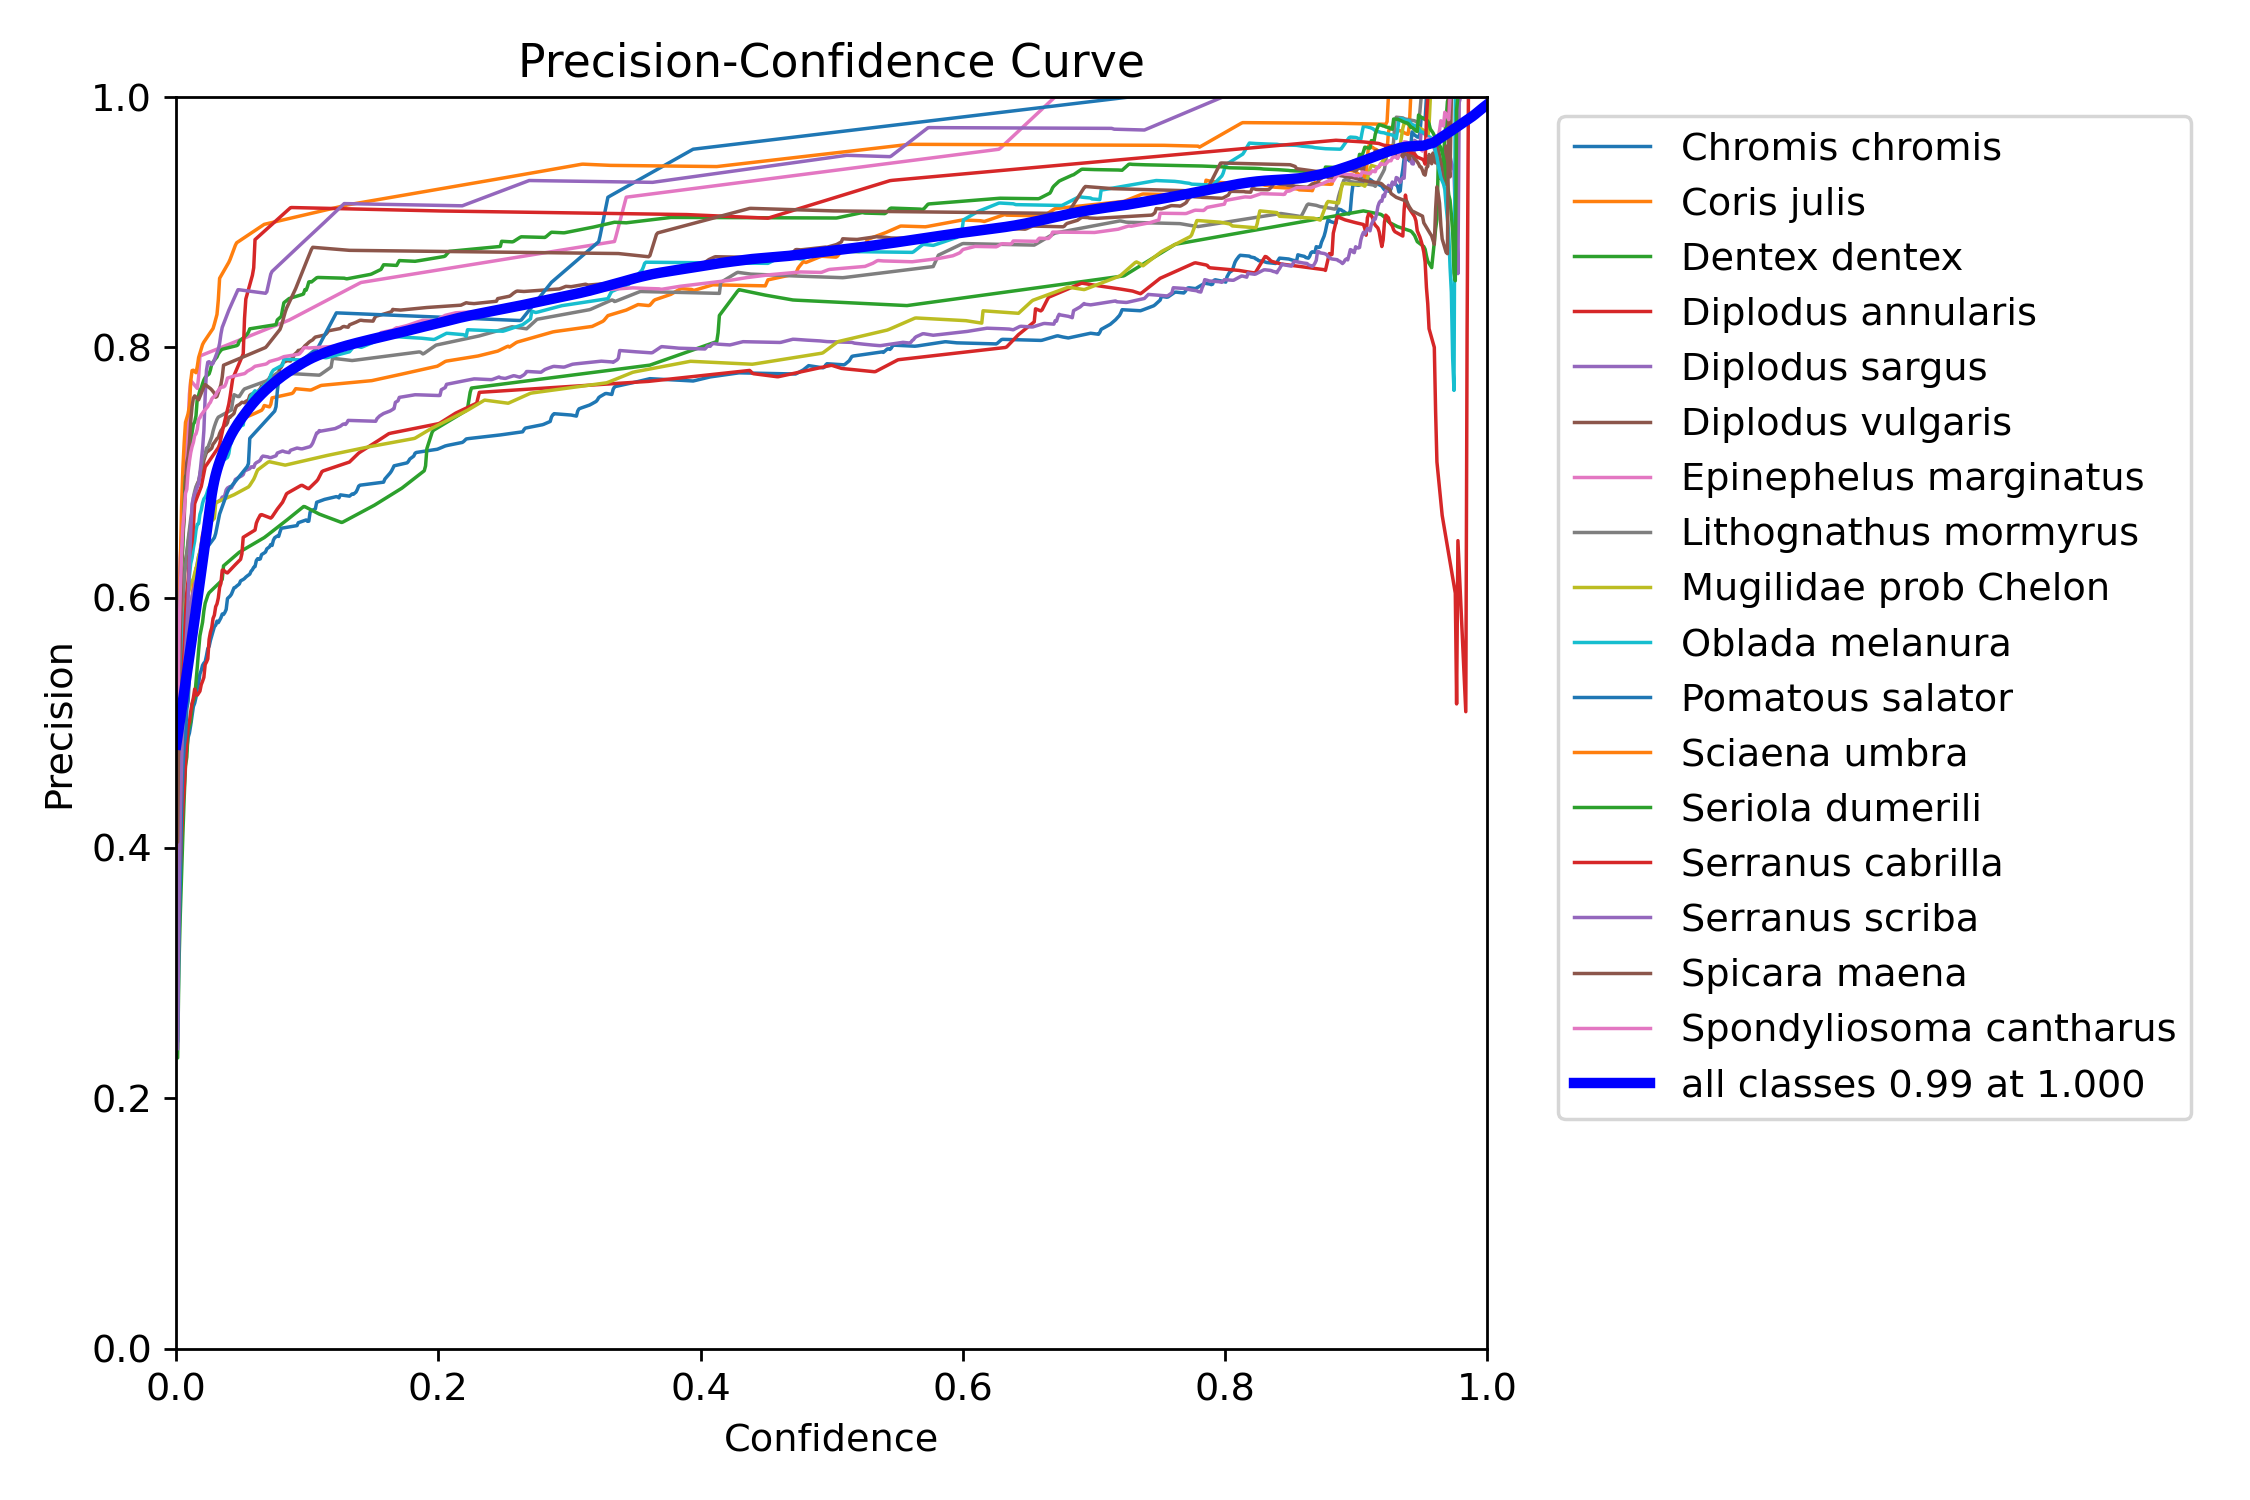 Precision-Confidence Curve
1.0
0.8
0.6
0.4
0.2
0.0
Precision
0.0 0.2 0.4 0.6 0.8 1.0
Confidence
Chromis chromis
Coris julis
Dentex dentex
Diplodus annularis
Diplodus sargus
Diplodus vulgaris
Epinephelus marginatus
Lithognathus mormyrus
Mugilidae prob Chelon
Oblada melanura
Pomatous salator
Sciaena umbra
Seriola dumerili
Serranus cabrilla
Serranus scriba
Spicara maena
Spondyliosoma cantharus
all classes 0.99 at 1.000